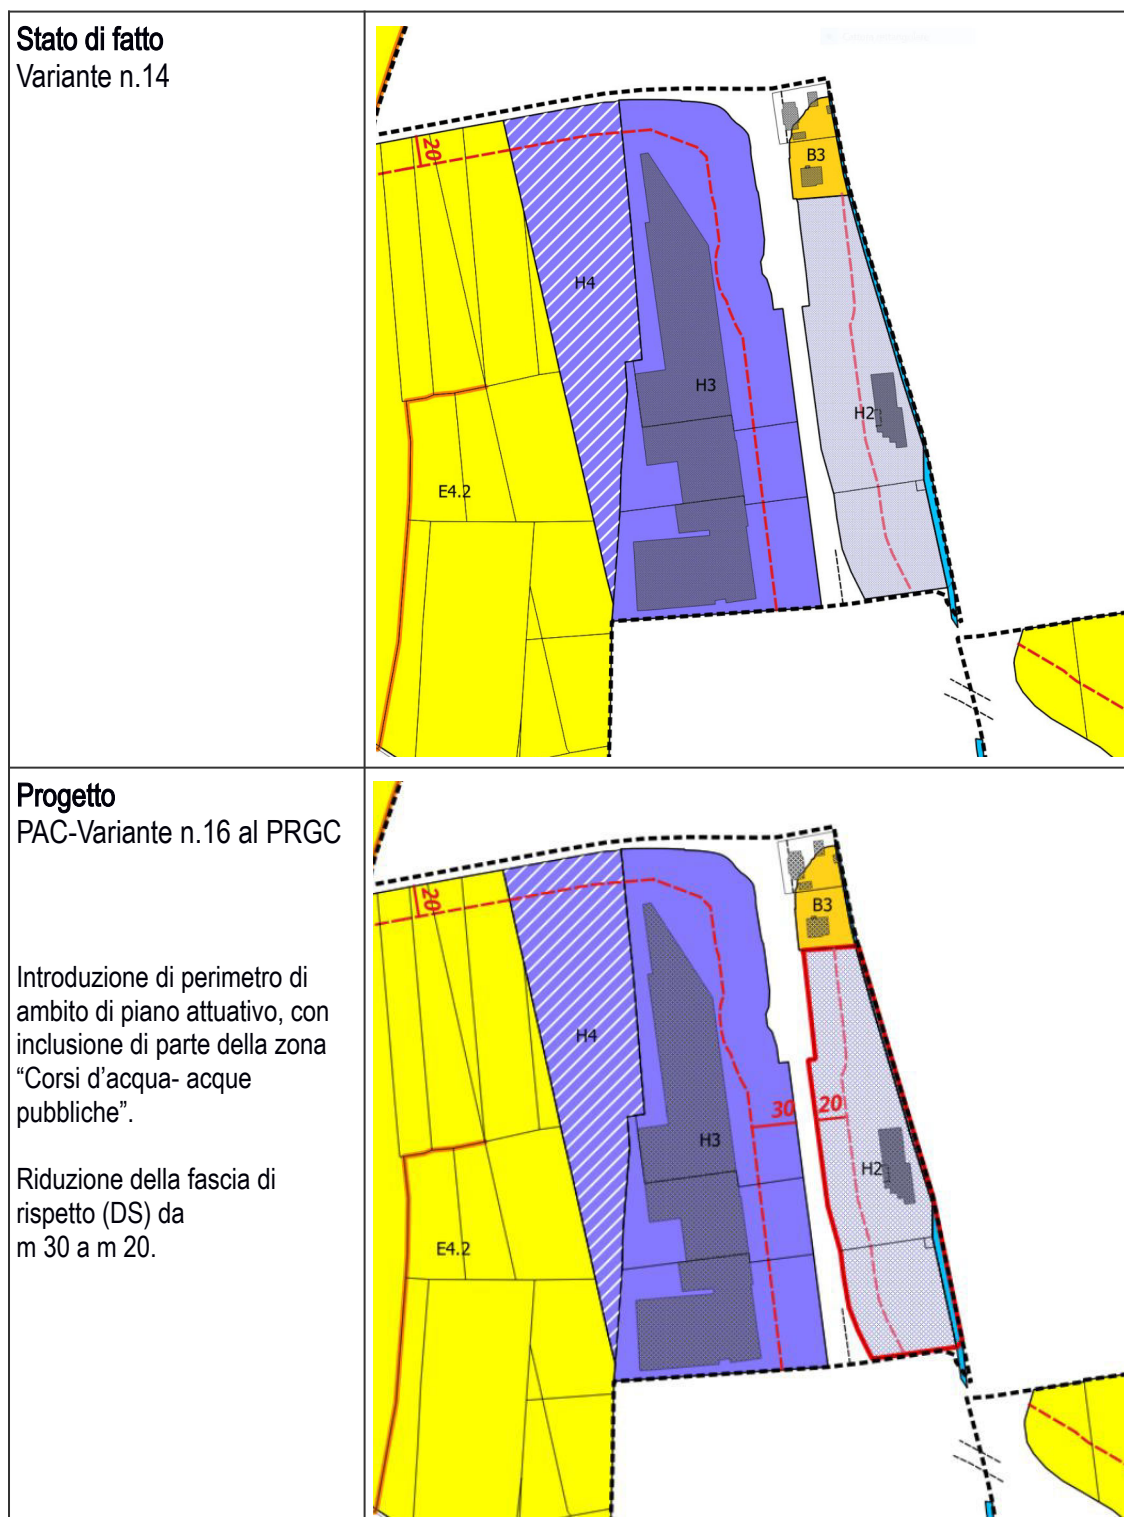 Stato di fatto
Variante n.14
20
B3
H4
H3
H2
E4.2
Progetto
PAC-Variante n.16 al PRGC
Introduzione di perimetro di
ambito di piano attuativo, con
inclusione di parte della zona
“Corsi d’acqua- acque
pubbliche”.
Riduzione della fascia di
rispetto (DS) da
m 30 a m 20.
20
B3
H4
30
20
H3
H2
E4.2